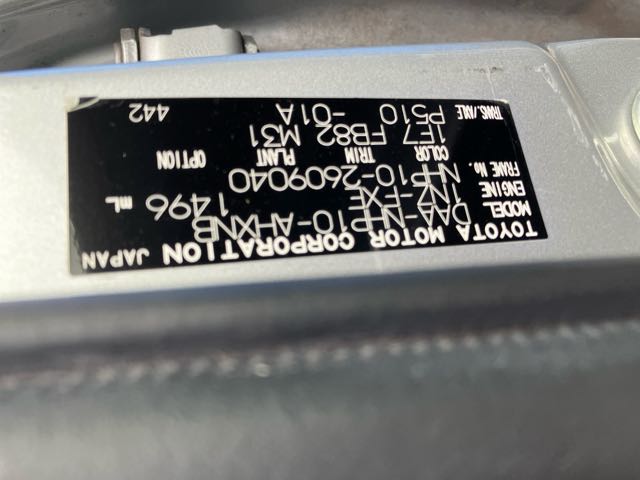 TOYOTA MOTOR CORPORATION JAPAN
MODEL DAA-NHP10-AHXNB
ENGINE 1NZ-FXE 1496 mL
FRAME No. NHP10-2609040
COLOR TRIM PLANT OPTION
1F7 FB82 M31
TRANS./AXLE P510 -01A 442